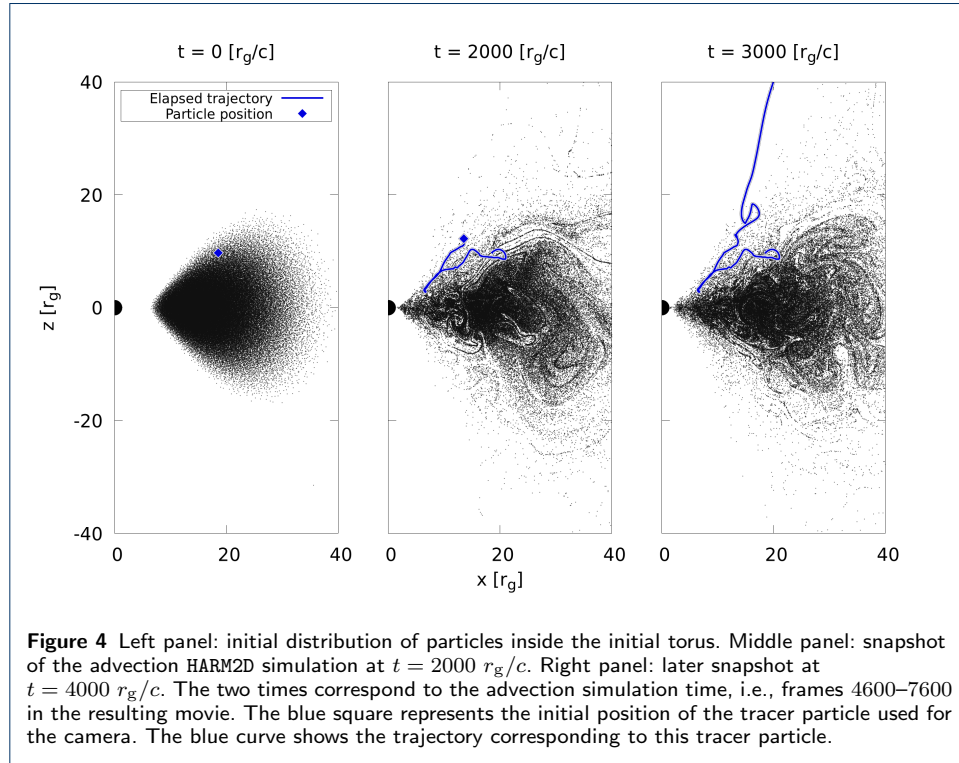 t = 0 [r_g/c]
t = 2000 [r_g/c]
t = 3000 [r_g/c]
40
20
0
-20
-40
z [r_g]
Elapsed trajectory
Particle position
0 20 40
0 20 40
0 20 40
x [r_g]
Figure 4 Left panel: initial distribution of particles inside the initial torus. Middle panel: snapshot
of the advection HARM2D simulation at t = 2000 r_g/c. Right panel: later snapshot at
t = 4000 r_g/c. The two times correspond to the advection simulation time, i.e., frames 4600–7600
in the resulting movie. The blue square represents the initial position of the tracer particle used for
the camera. The blue curve shows the trajectory corresponding to this tracer particle.